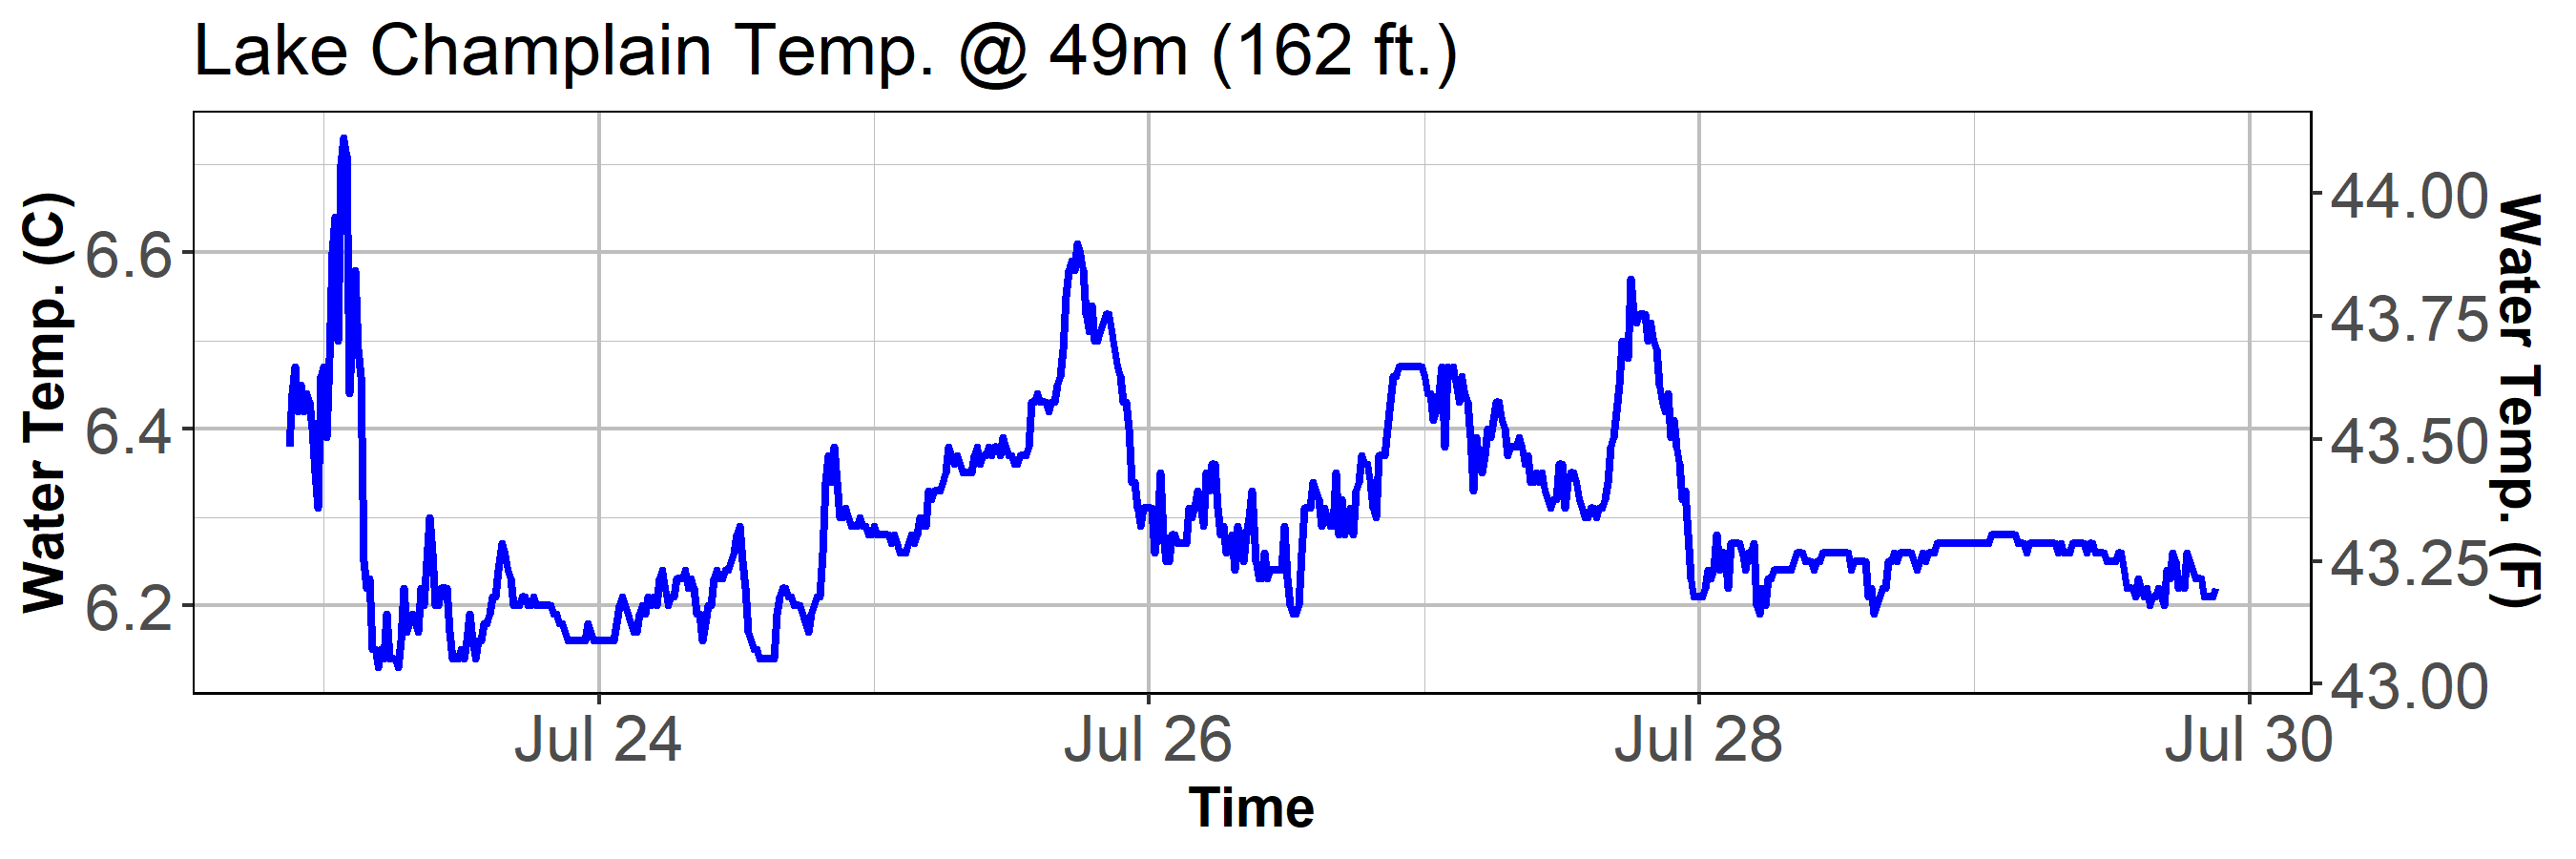 Lake Champlain Temp. @ 49m (162 ft.)
Water Temp. (C)
6.6
6.4
6.2
44.00
43.75
43.50
43.25
43.00
Water Temp. (F)
Jul 24 Jul 26 Jul 28 Jul 30
Time